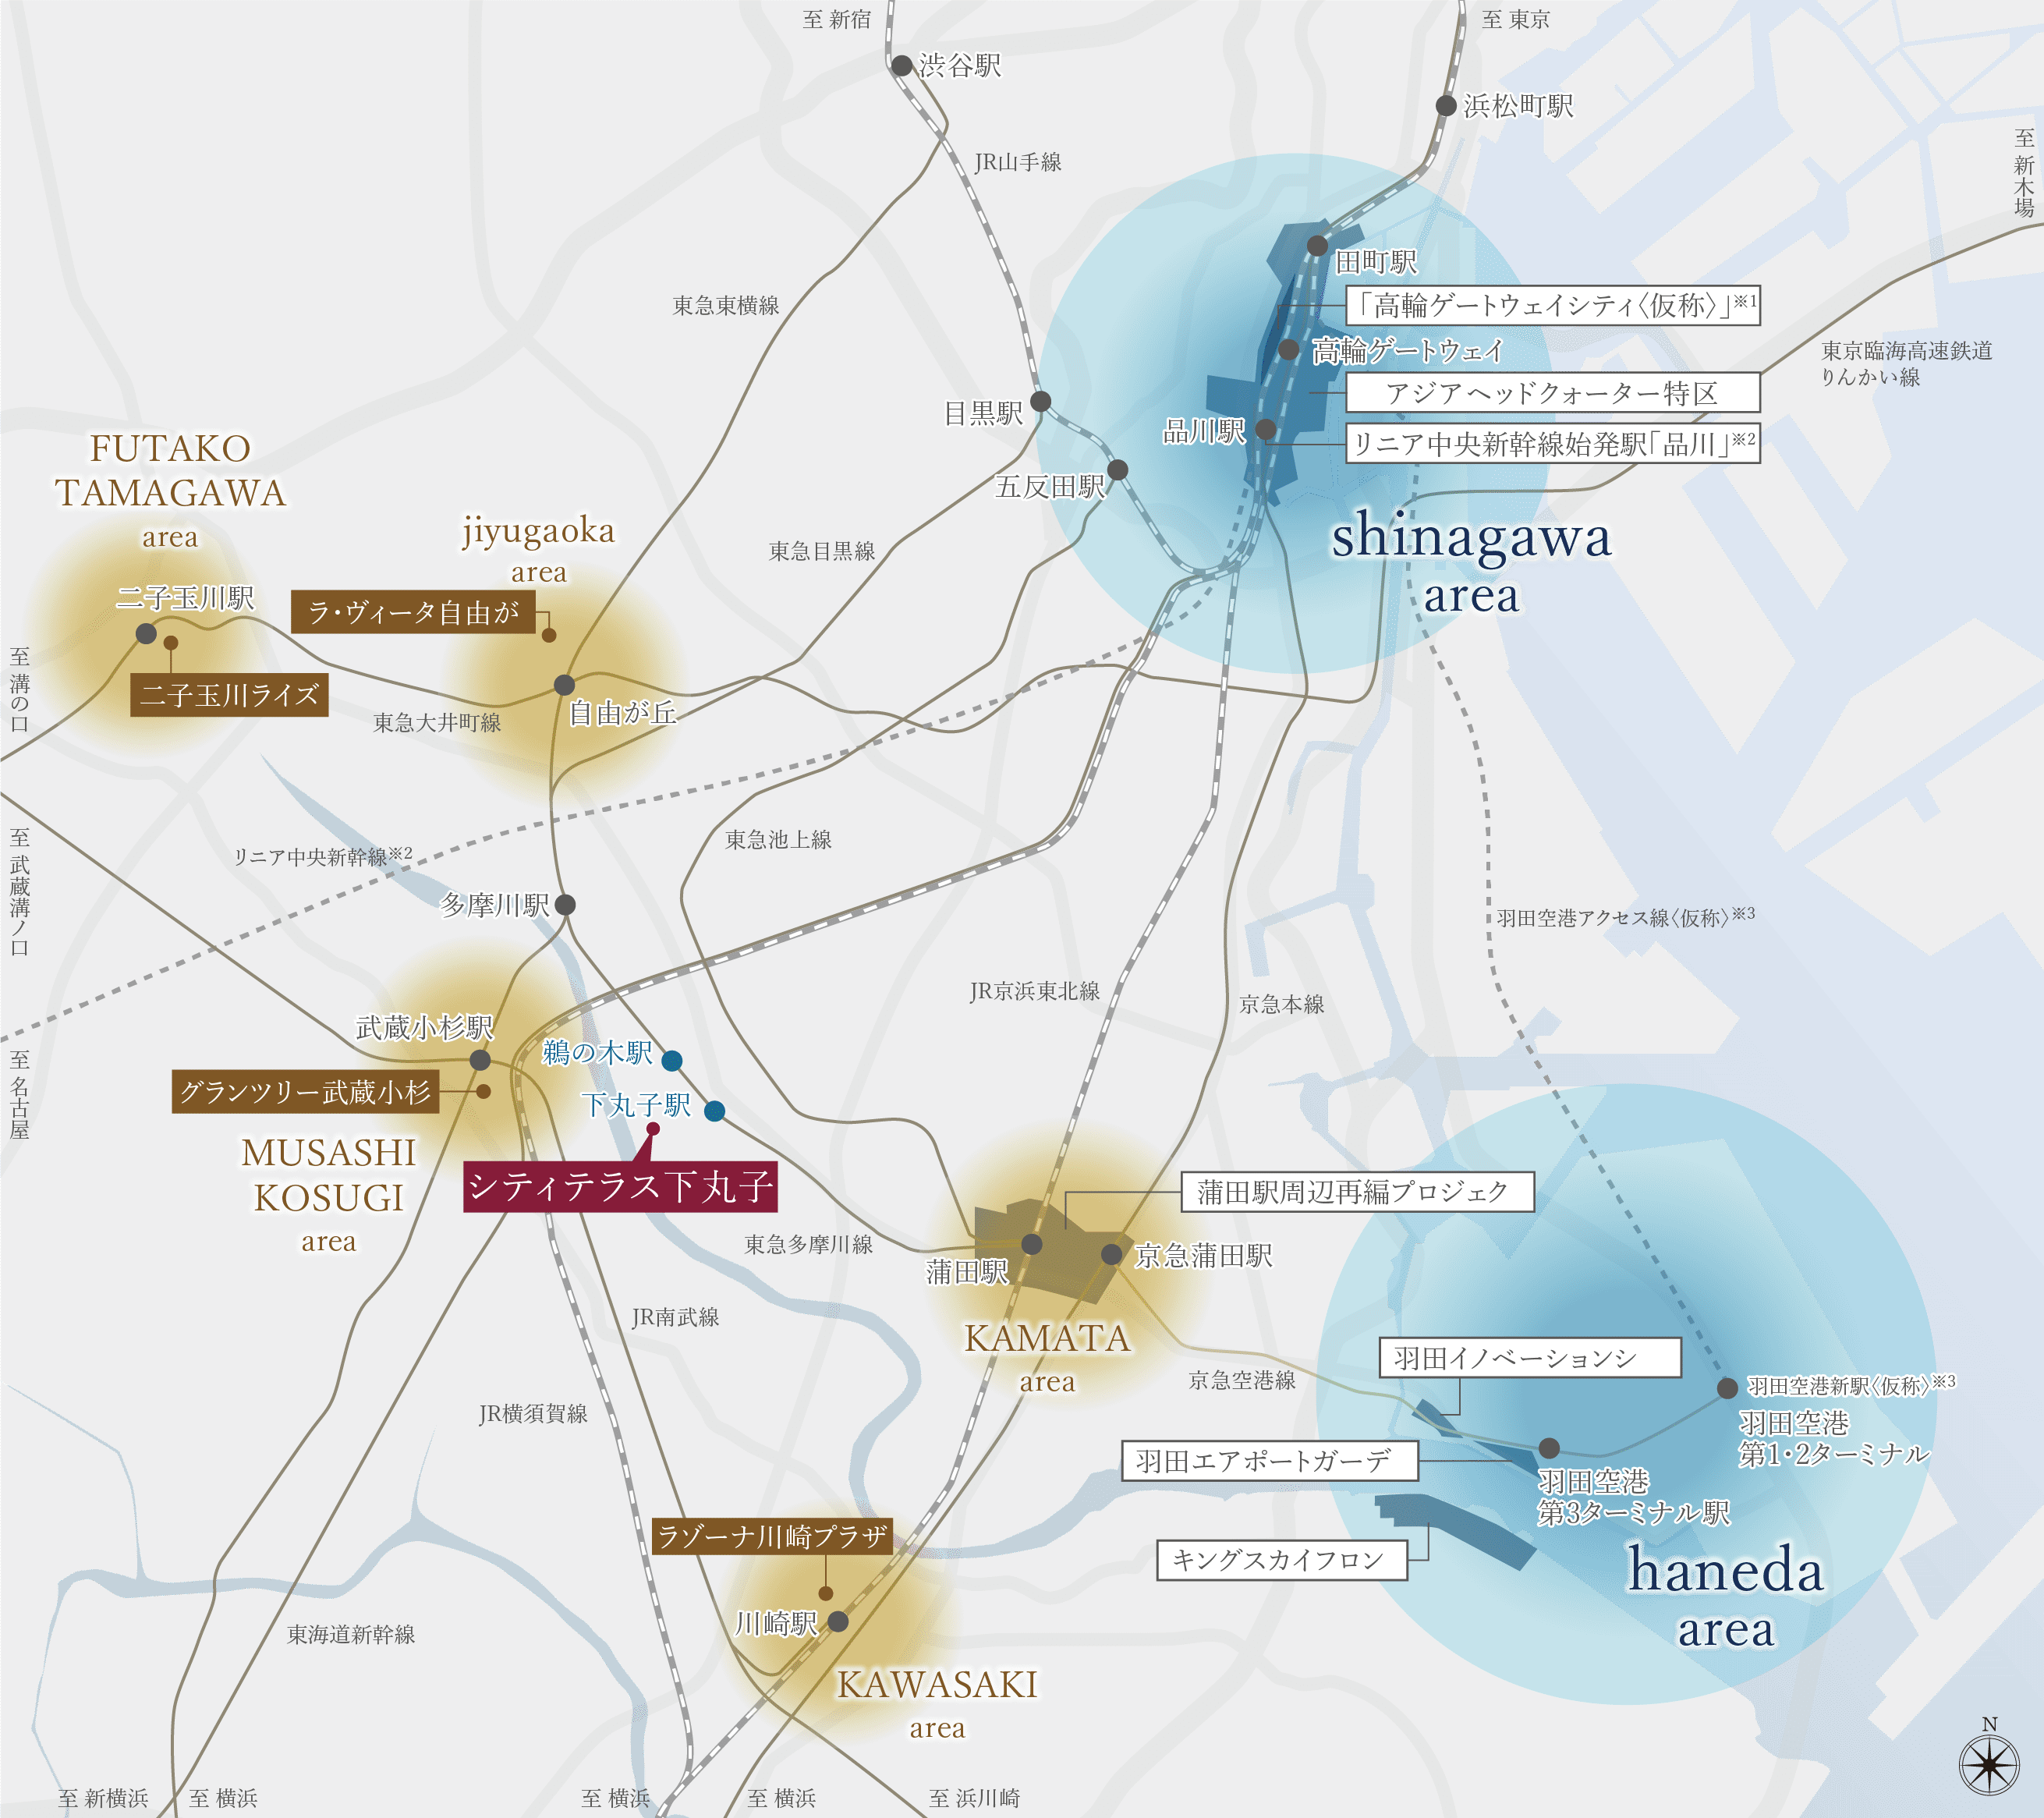 至 新宿
渋谷駅
至 東京
浜松町駅
JR山手線
至 新木場
田町駅
「高輪ゲートウェイシティ〈仮称〉」※1
高輪ゲートウェイ
アジアヘッドクォーター特区
品川駅
リニア中央新幹線始発駅「品川」※2
東京臨海高速鉄道
りんかい線
東急東横線
目黒駅
五反田駅
shinagawa
area
FUTAKO
TAMAGAWA
area
二子玉川駅
二子玉川ライズ
jiyugaoka
area
ラ・ヴィータ自由が
自由が丘
東急目黒線
至 溝の口
東急大井町線
東急池上線
リニア中央新幹線※2
至 武蔵溝ノ口
多摩川駅
羽田空港アクセス線〈仮称〉※3
JR京浜東北線
京急本線
武蔵小杉駅
至 名古屋
鵜の木駅
下丸子駅
グランツリー武蔵小杉
MUSASHI
KOSUGI
area
シティテラス下丸子
東急多摩川線
蒲田駅周辺再編プロジェク
蒲田駅
京急蒲田駅
KAMATA
area
JR南武線
JR横須賀線
京急空港線
羽田イノベーションシ
羽田空港新駅〈仮称〉※3
羽田空港
第1・2ターミナル
羽田エアポートガーデ
羽田空港
第3ターミナル駅
キングスカイフロン
haneda
area
ラゾーナ川崎プラザ
川崎駅
KAWASAKI
area
東海道新幹線
N
至 新横浜
至 横浜
至 横浜
至 横浜
至 浜川崎